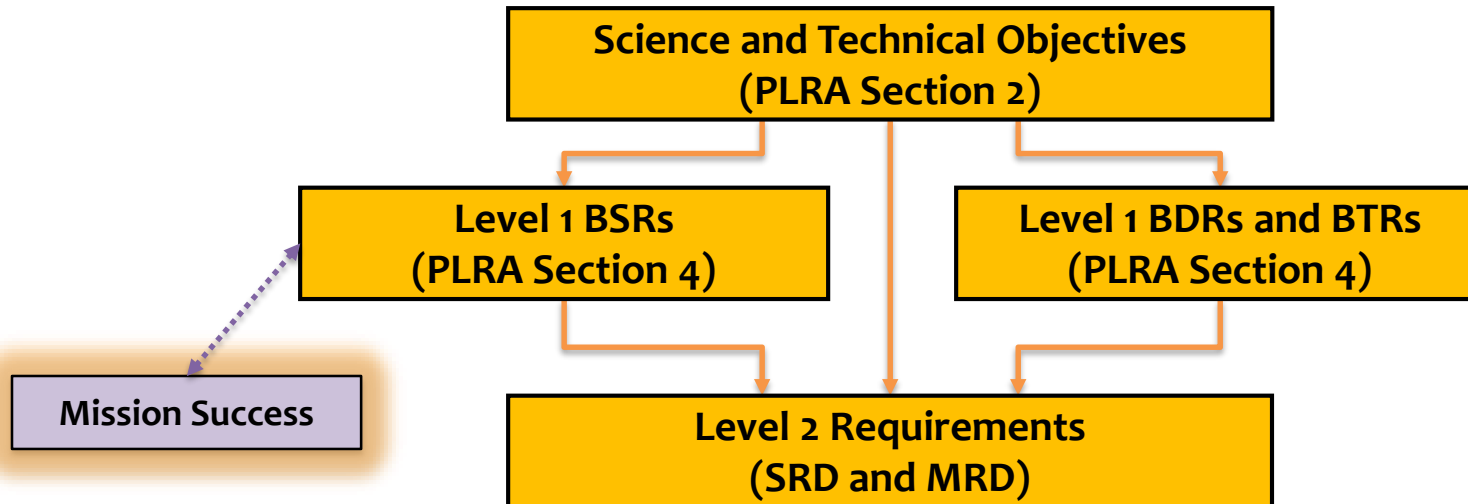 Science and Technical Objectives
(PLRA Section 2)
Level 1 BSRs
(PLRA Section 4)
Level 1 BDRs and BTRs
(PLRA Section 4)
Mission Success
Level 2 Requirements
(SRD and MRD)